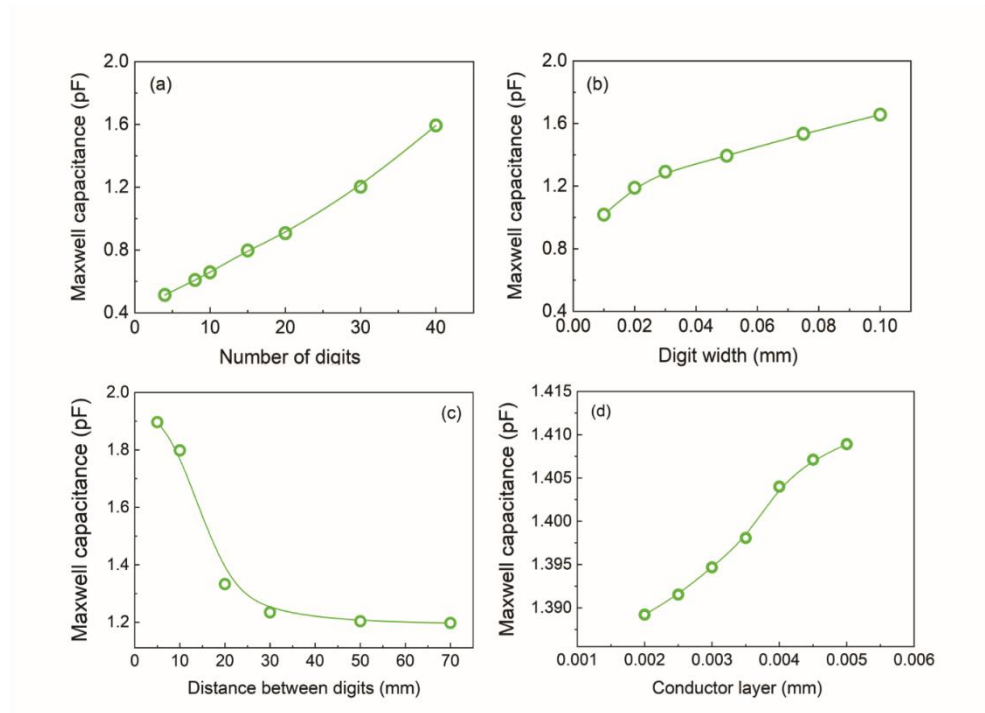 (a)
Maxwell capacitance (pF)
2.0
1.6
1.2
0.8
0.4
0 10 20 30 40
Number of digits
(b)
Maxwell capacitance (pF)
2.0
1.6
1.2
0.8
0.4
0.00 0.02 0.04 0.06 0.08 0.10
Digit width (mm)
(c)
Maxwell capacitance (pF)
2.0
1.8
1.6
1.4
1.2
0 10 20 30 40 50 60 70
Distance between digits (mm)
(d)
Maxwell capacitance (pF)
1.415
1.410
1.405
1.400
1.395
1.390
0.001 0.002 0.003 0.004 0.005 0.006
Conductor layer (mm)